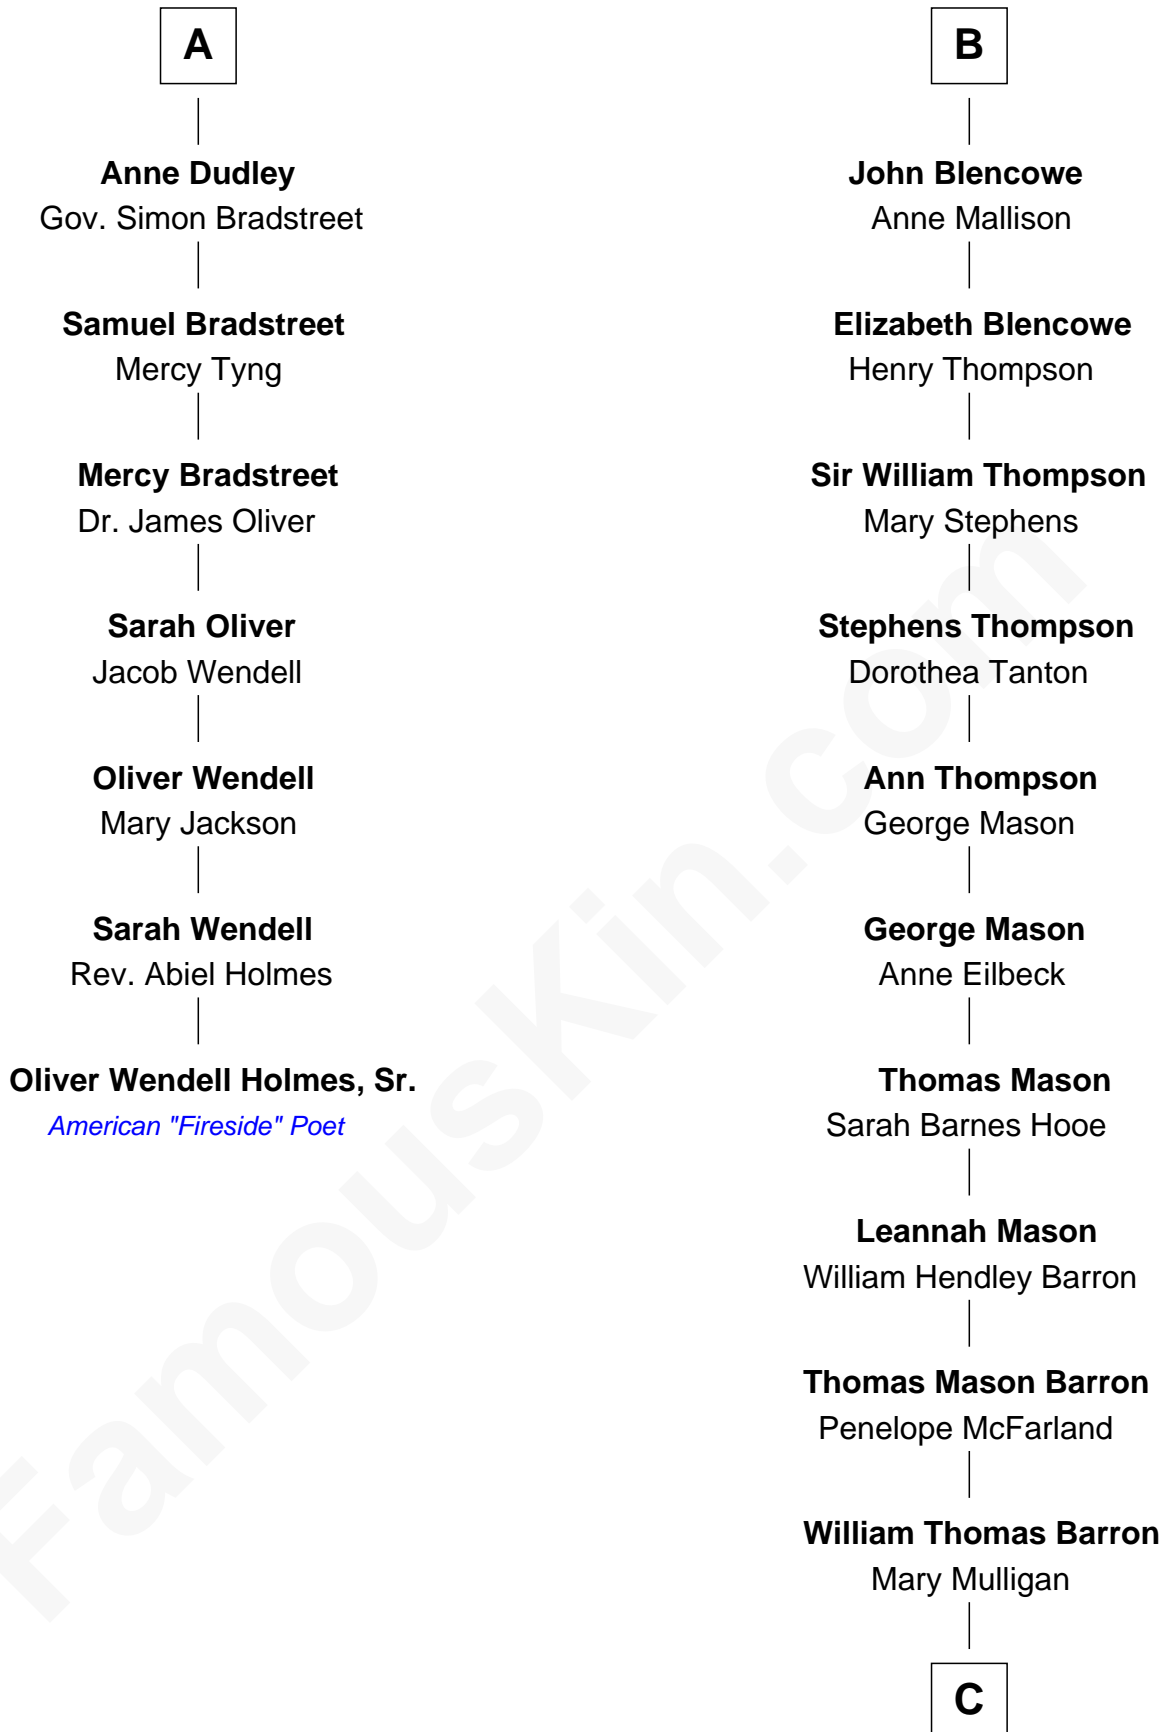 A
Anne Dudley
Gov. Simon Bradstreet
Samuel Bradstreet
Mercy Tyng
Mercy Bradstreet
Dr. James Oliver
Sarah Oliver
Jacob Wendell
Oliver Wendell
Mary Jackson
Sarah Wendell
Rev. Abiel Holmes
Oliver Wendell Holmes, Sr.
American "Fireside" Poet
B
John Blencowe
Anne Mallison
Elizabeth Blencowe
Henry Thompson
Sir William Thompson
Mary Stephens
Stephens Thompson
Dorothea Tanton
Ann Thompson
George Mason
George Mason
Anne Eilbeck
Thomas Mason
Sarah Barnes Hooe
Leannah Mason
William Hendley Barron
Thomas Mason Barron
Penelope McFarland
William Thomas Barron
Mary Mulligan
C
FamousKin.com